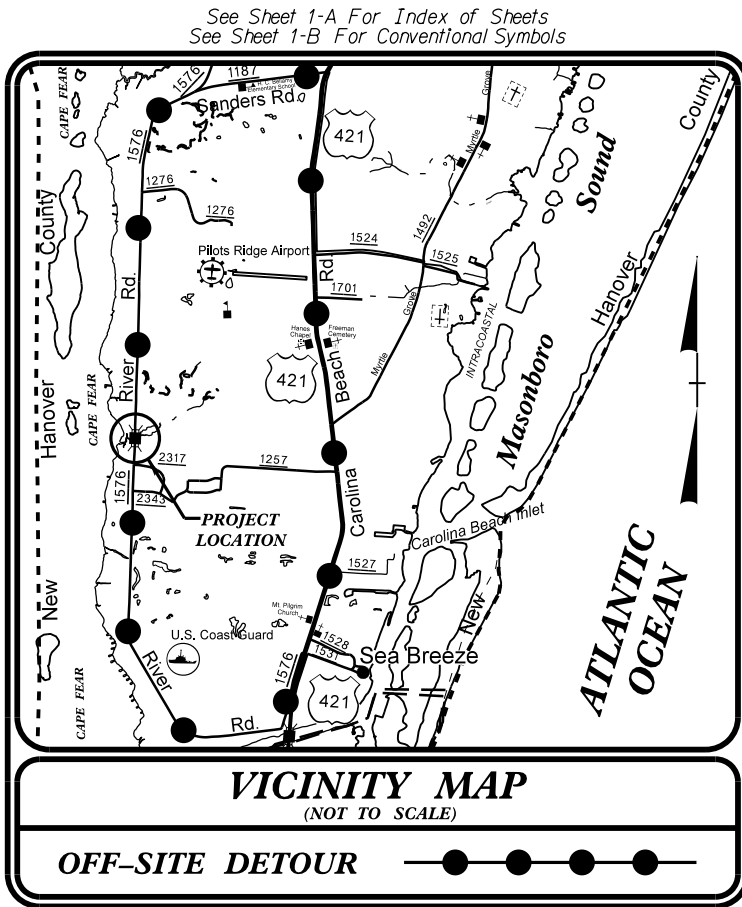 See Sheet 1-A For Index of Sheets
See Sheet 1-B For Conventional Symbols
CAPE FEAR
1576
1187
R. C. Bellamy
Elementary School
Sanders Rd.
421
Grove
Myrtle
County
Sound
1576
1276
1276
County
Pilots Ridge Airport
1524
1492
1525
Rd.
Rd.
1701
Hanover
INTRACOASTAL
Hanes
Chapel
Freeman
Cemetery
Grove
Myrtle
421
Beach
River
Masonboro
CAPE FEAR
Hanover
2317
1257
1576
2343
Carolina
PROJECT
LOCATION
Carolina Beach Inlet
1527
ATLANTIC
OCEAN
New
New
Mt. Pilgrim
Church
U.S. Coast Guard
1528
1531
Sea Breeze
River
1576
421
Rd.
CAPE FEAR
VICINITY MAP
(NOT TO SCALE)
OFF-SITE DETOUR